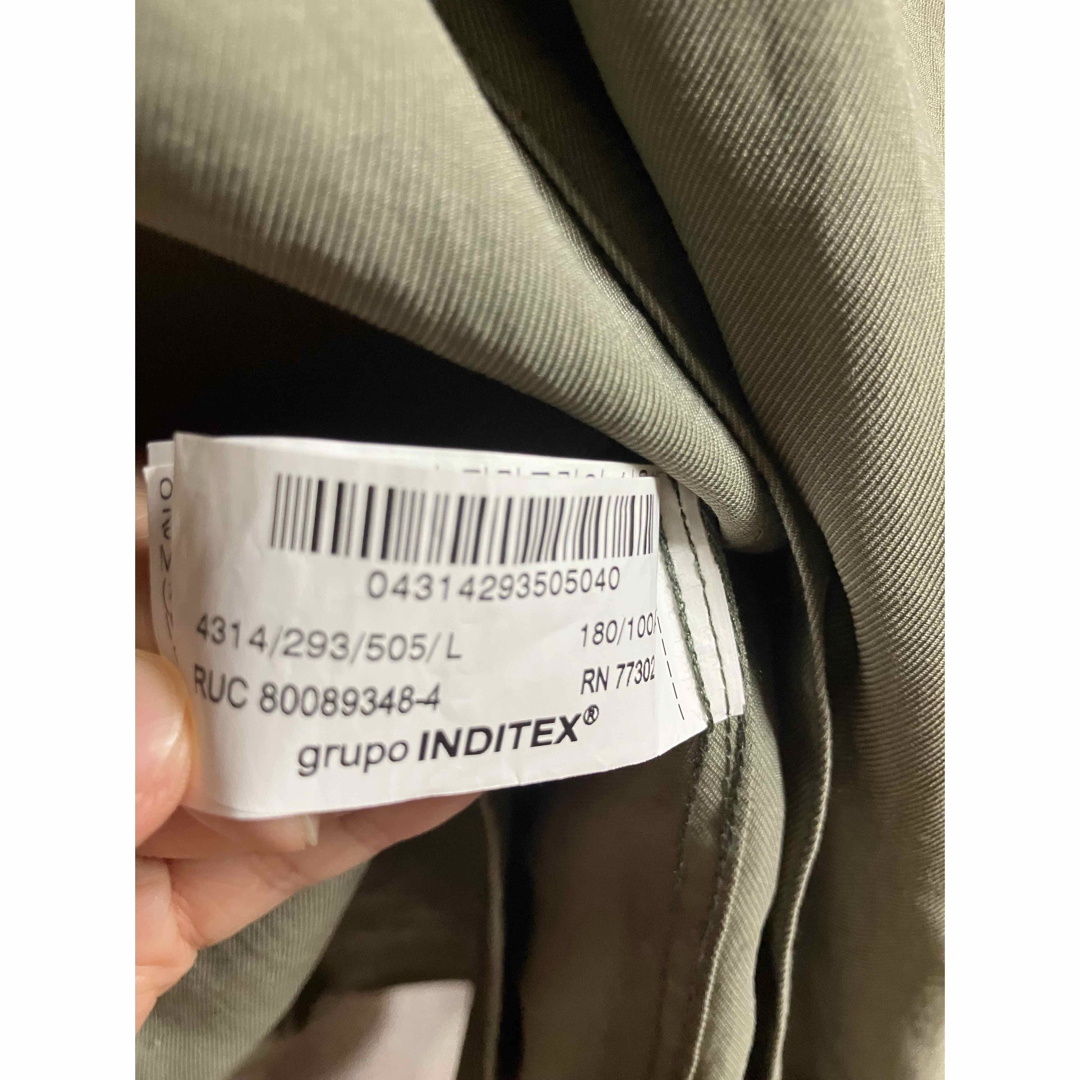 04314293505040
4314/293/505/L 180/100
RUC 80089348-4 RN 77302
grupo INDITEX®